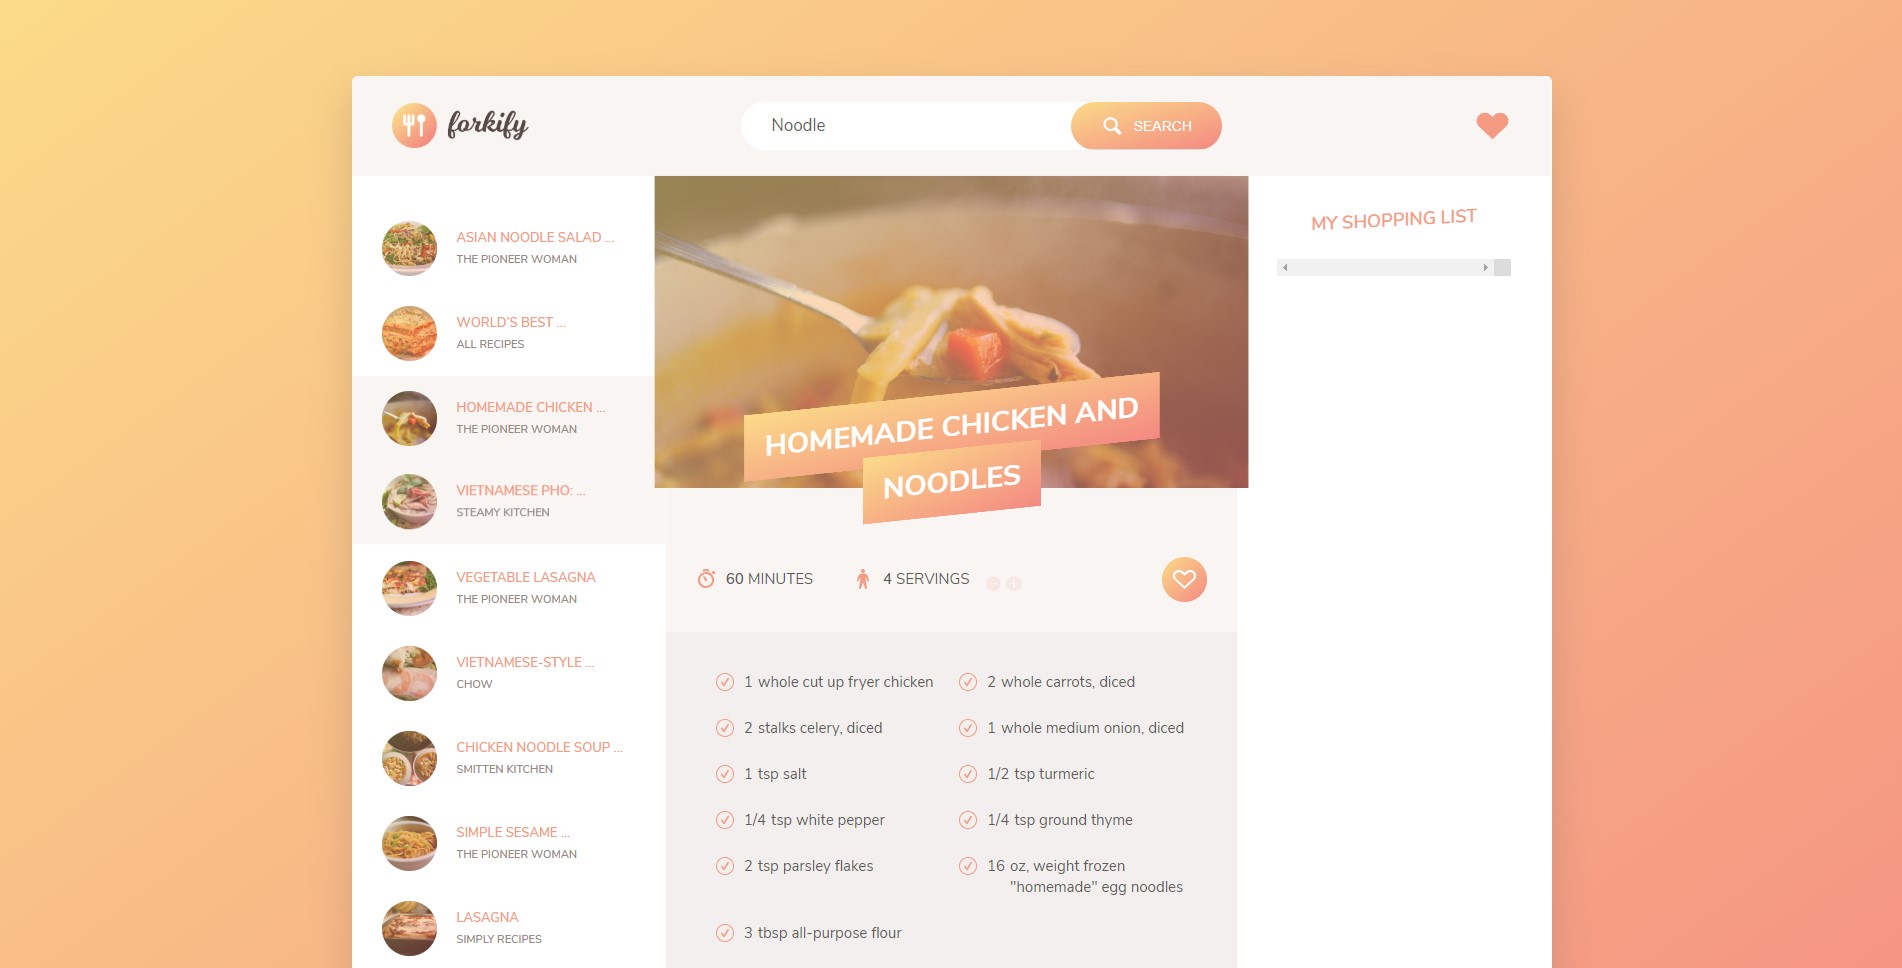 forkify
Noodle
SEARCH
ASIAN NOODLE SALAD ...
THE PIONEER WOMAN
WORLD'S BEST ...
ALL RECIPES
HOMEMADE CHICKEN ...
THE PIONEER WOMAN
VIETNAMESE PHO: ...
STEAMY KITCHEN
VEGETABLE LASAGNA
THE PIONEER WOMAN
VIETNAMESE-STYLE ...
CHOW
CHICKEN NOODLE SOUP ...
SMITTEN KITCHEN
SIMPLE SESAME ...
THE PIONEER WOMAN
LASAGNA
SIMPLY RECIPES
HOMEMADE CHICKEN AND
NOODLES
60 MINUTES
4 SERVINGS
1 whole cut up fryer chicken
2 whole carrots, diced
2 stalks celery, diced
1 whole medium onion, diced
1 tsp salt
1/2 tsp turmeric
1/4 tsp white pepper
1/4 tsp ground thyme
2 tsp parsley flakes
16 oz, weight frozen
"homemade" egg noodles
3 tbsp all-purpose flour
MY SHOPPING LIST